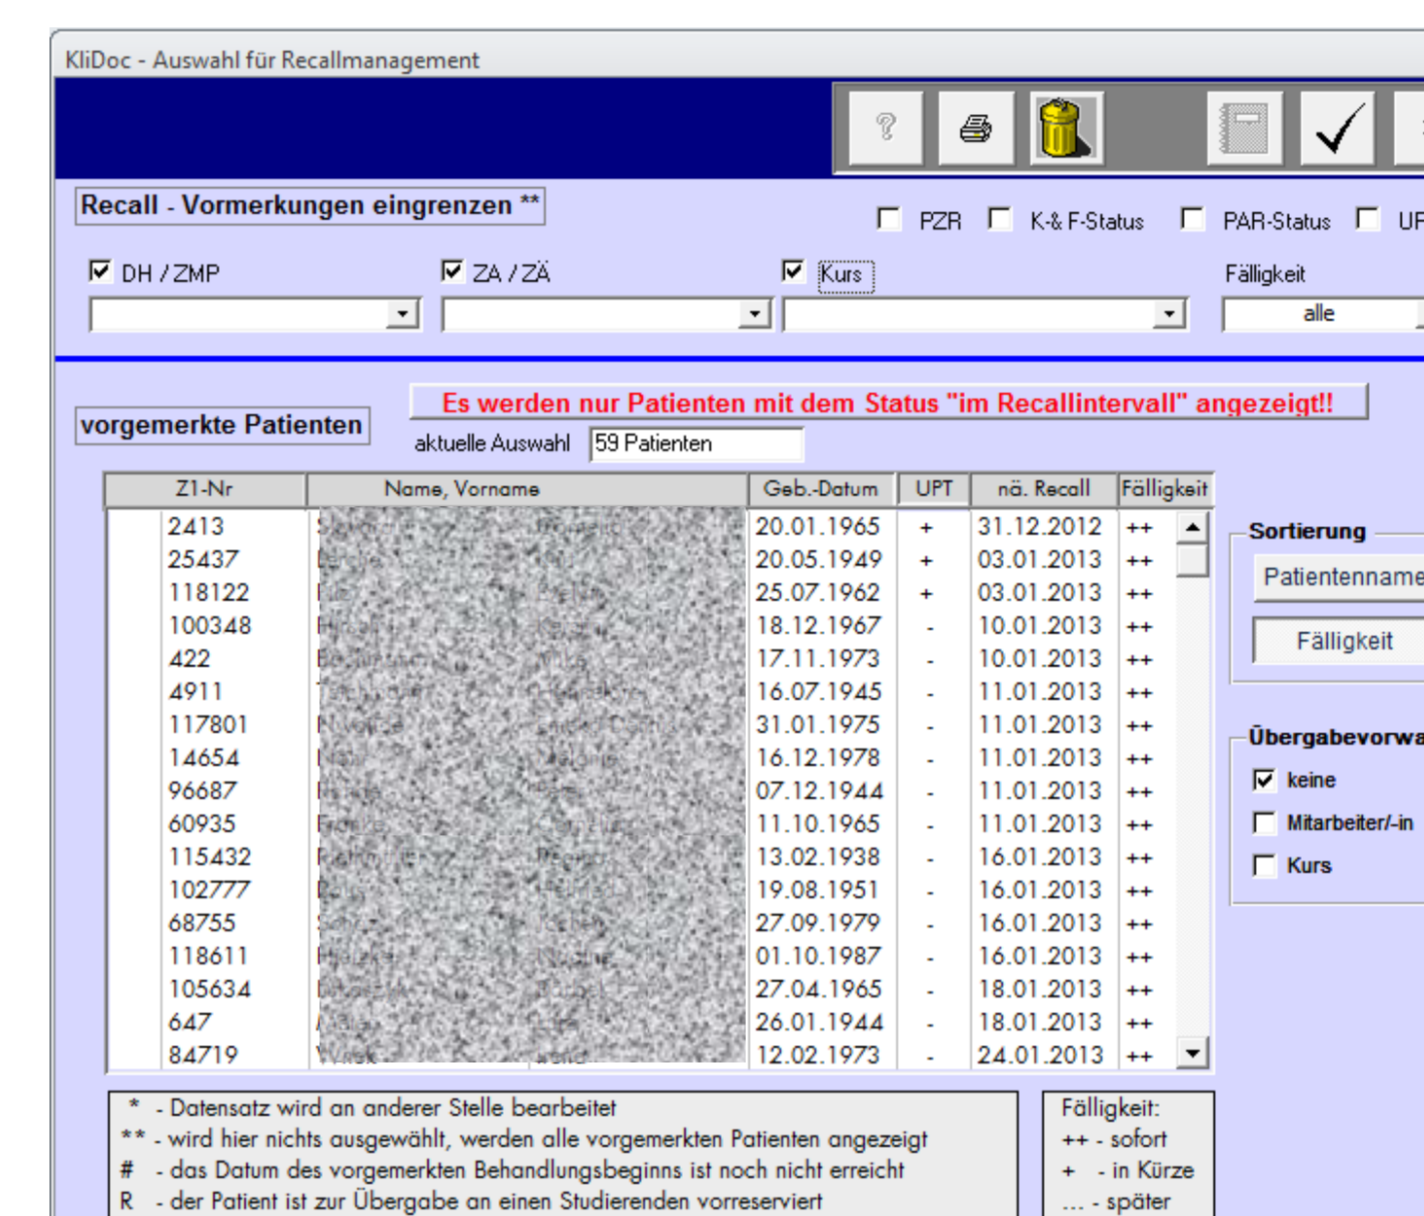 KliDoc - Auswahl für Recallmanagement
?
Recall - Vormerkungen eingrenzen **
PZR K-& F-Status PAR-Status
DH / ZMP ZA / ZÄ Kurs Fälligkeit
alle
Es werden nur Patienten mit dem Status "im Recallintervall" angezeigt!!
vorgemerkte Patienten
aktuelle Auswahl 59 Patienten
Z1-Nr Name, Vorname Geb.-Datum UPT nä. Recall Fälligkeit
2413 20.01.1965 + 31.12.2012 ++
25437 20.05.1949 + 03.01.2013 ++
118122 25.07.1962 + 03.01.2013 ++
100348 18.12.1967 - 10.01.2013 ++
422 17.11.1973 - 10.01.2013 ++
4911 16.07.1945 - 11.01.2013 ++
117801 31.01.1975 - 11.01.2013 ++
14654 16.12.1978 - 11.01.2013 ++
96687 07.12.1944 - 11.01.2013 ++
60935 11.10.1965 - 11.01.2013 ++
115432 13.02.1938 - 16.01.2013 ++
102777 19.08.1951 - 16.01.2013 ++
68755 27.09.1979 - 16.01.2013 ++
118611 01.10.1987 - 16.01.2013 ++
105634 27.04.1965 - 18.01.2013 ++
647 26.01.1944 - 18.01.2013 ++
84719 12.02.1973 - 24.01.2013 ++
Sortierung
Patientenname
Fälligkeit
Übergabevorwa
keine
Mitarbeiter/-in
Kurs
* - Datensatz wird an anderer Stelle bearbeitet
** - wird hier nichts ausgewählt, werden alle vorgemerkten Patienten angezeigt
# - das Datum des vorgemerkten Behandlungsbeginns ist noch nicht erreicht
R - der Patient ist zur Übergabe an einen Studierenden vorreserviert
Fälligkeit:
++ - sofort
+ - in Kürze
... - später